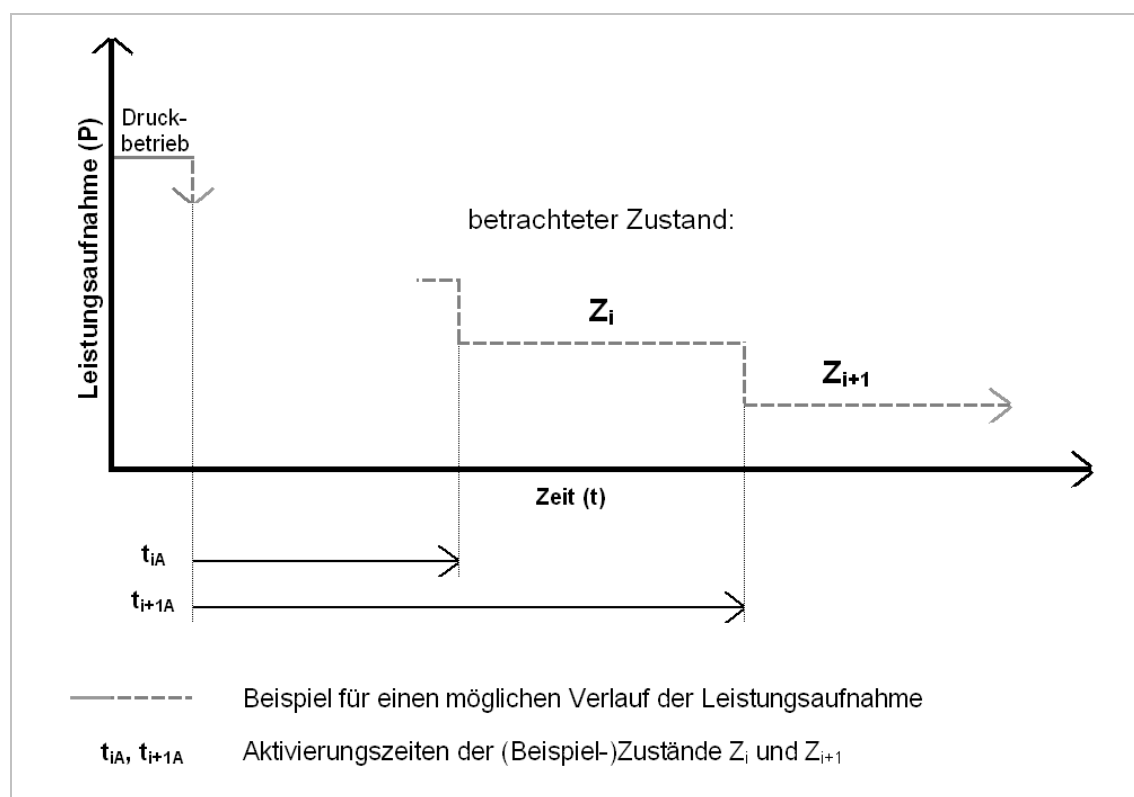 Druck-
betrieb
Leistungsaufnahme (P)
betrachteter Zustand:
Zi
Zi+1
Zeit (t)
tiA
ti+1A
Beispiel für einen möglichen Verlauf der Leistungsaufnahme
tiA, ti+1A Aktivierungszeiten der (Beispiel-)Zustände Zi und Zi+1